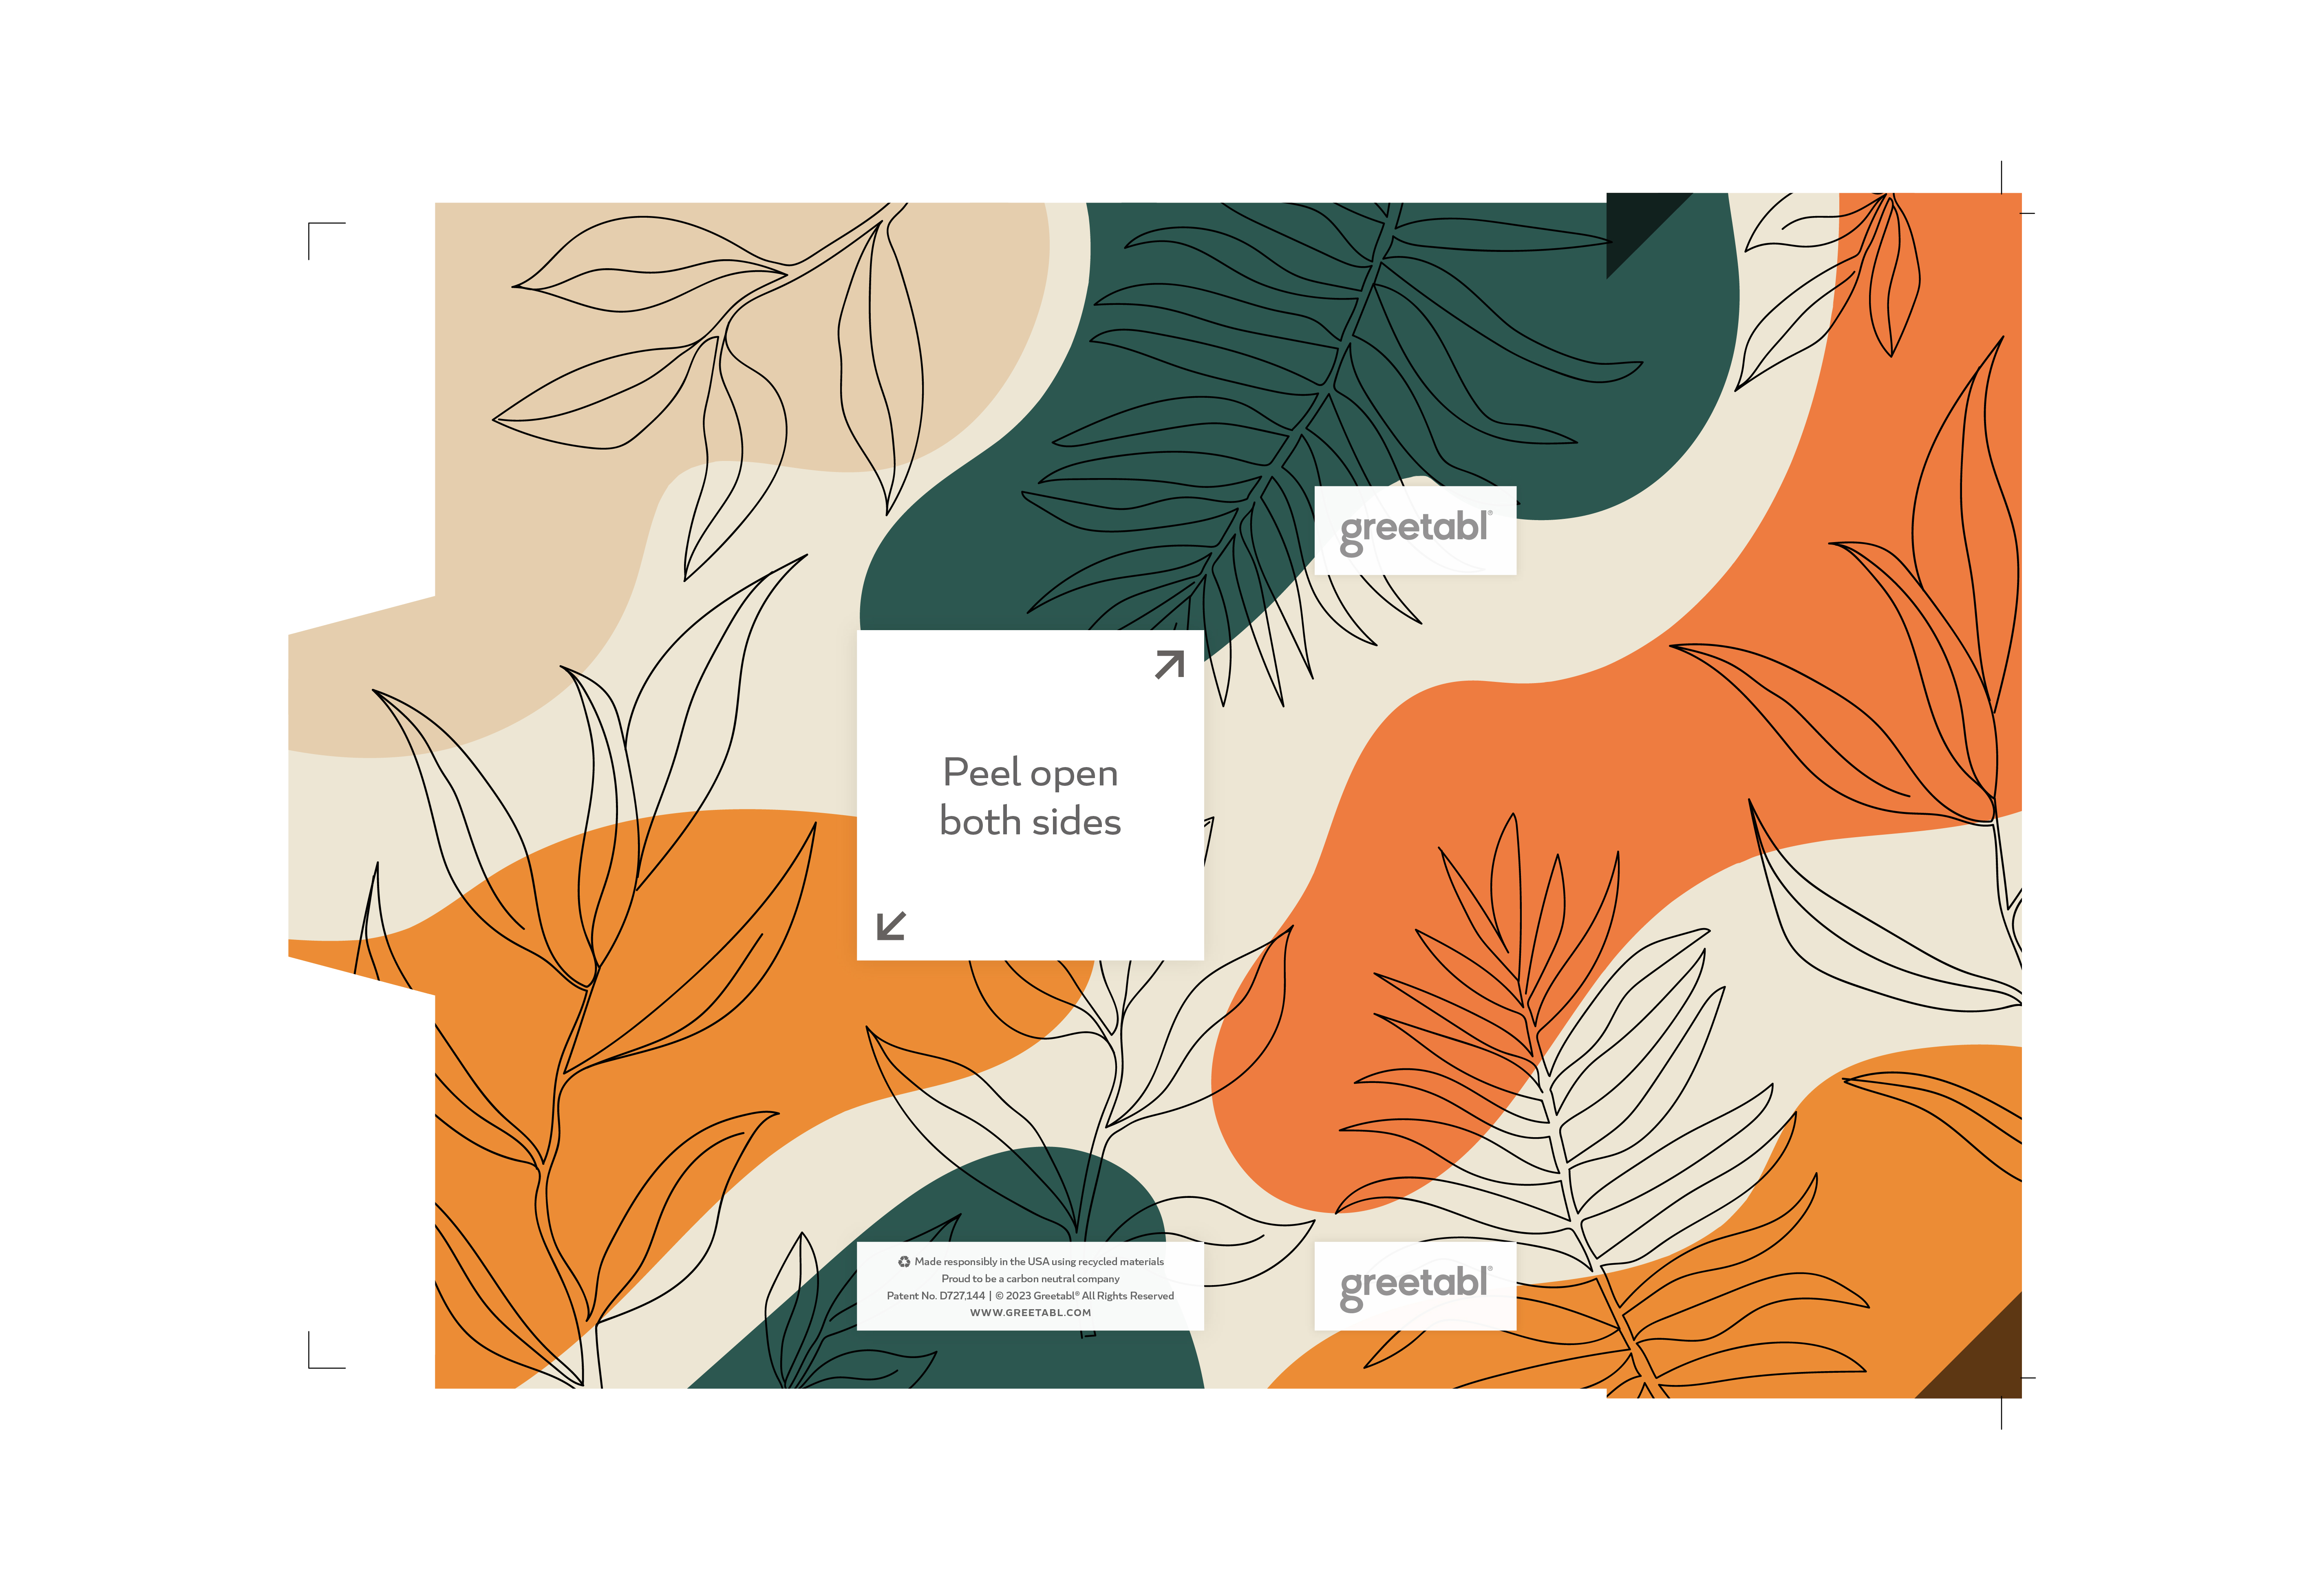 greetabl®
Peel open
both sides
♻ Made responsibly in the USA using recycled materials
Proud to be a carbon neutral company
Patent No. D727,144 | © 2023 Greetabl® All Rights Reserved
WWW.GREETABL.COM
greetabl®